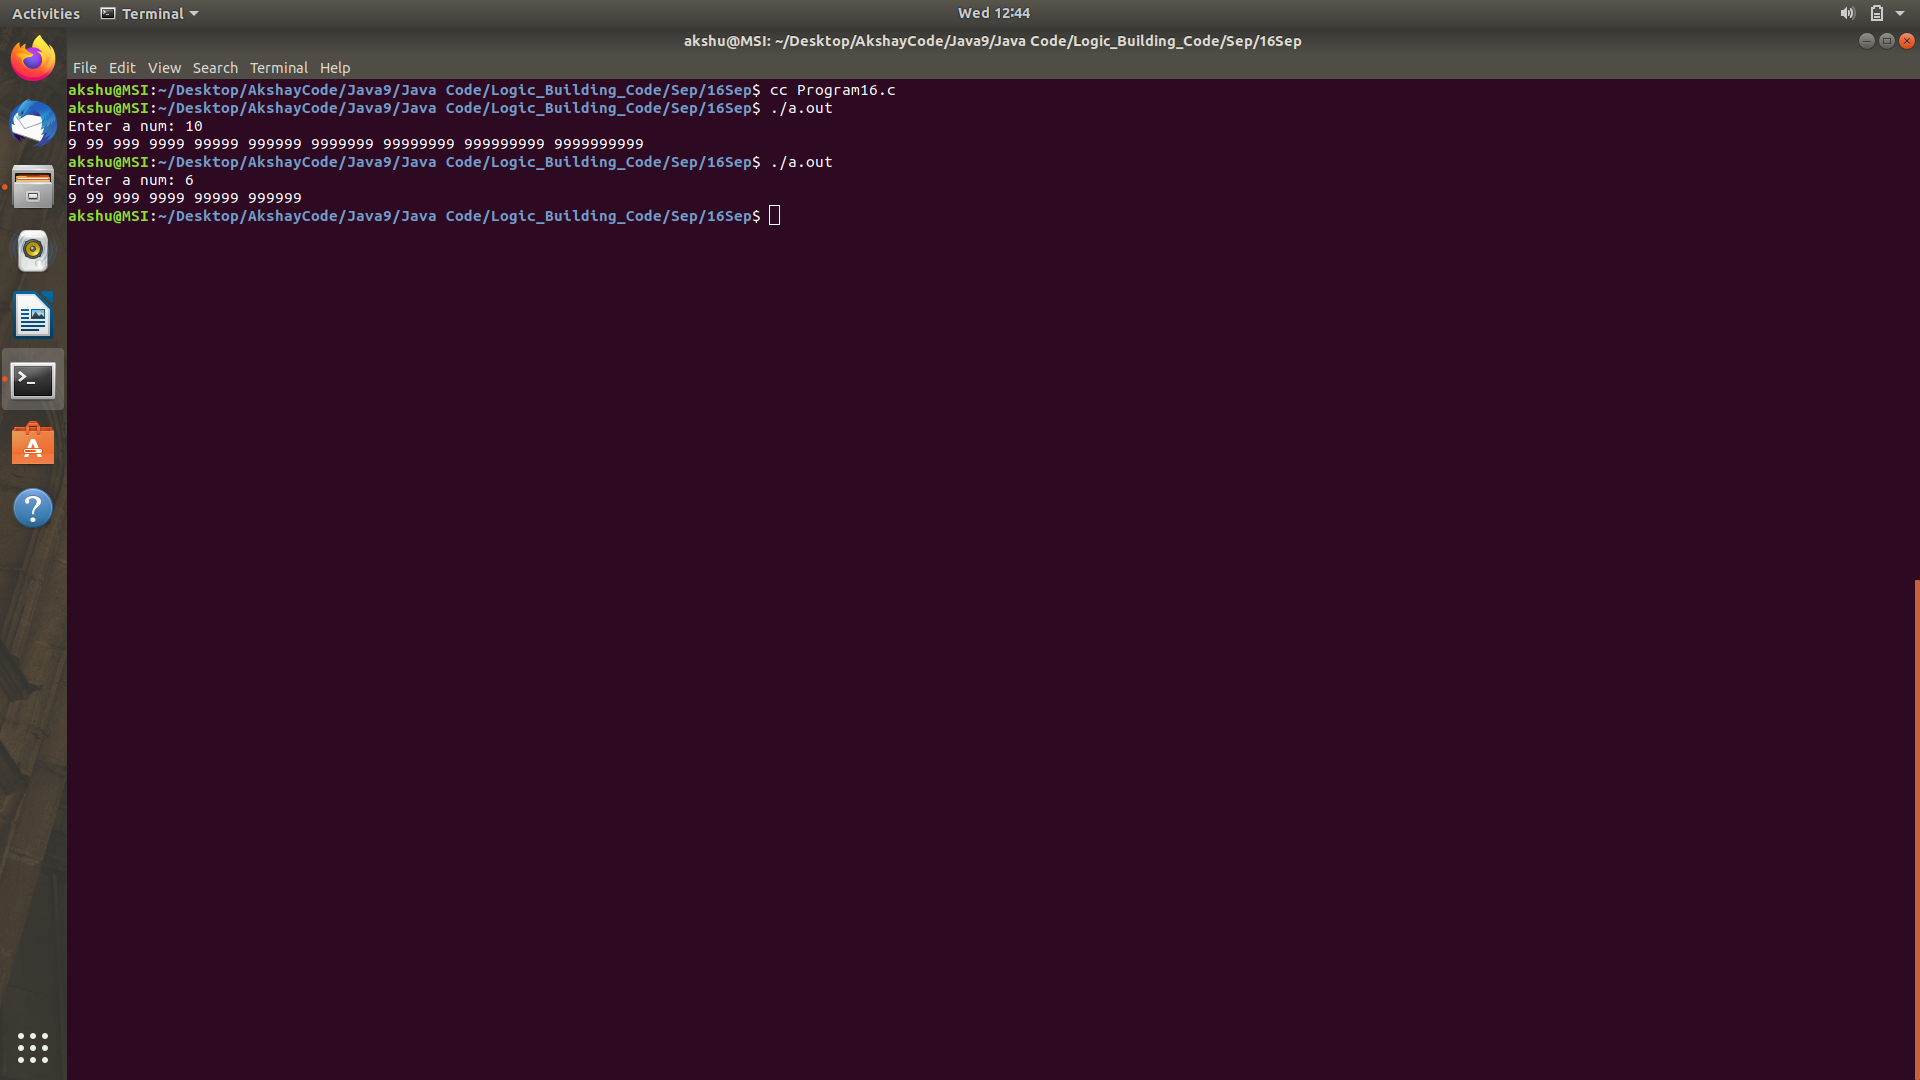 Activities Terminal Wed 12:44
akshu@MSI: ~/Desktop/AkshayCode/Java9/Java Code/Logic_Building_Code/Sep/16Sep
File Edit View Search Terminal Help
akshu@MSI:~/Desktop/AkshayCode/Java9/Java Code/Logic_Building_Code/Sep/16Sep$ cc Program16.c
akshu@MSI:~/Desktop/AkshayCode/Java9/Java Code/Logic_Building_Code/Sep/16Sep$ ./a.out
Enter a num: 10
9 99 999 9999 99999 999999 9999999 99999999 999999999 9999999999
akshu@MSI:~/Desktop/AkshayCode/Java9/Java Code/Logic_Building_Code/Sep/16Sep$ ./a.out
Enter a num: 6
9 99 999 9999 99999 999999
akshu@MSI:~/Desktop/AkshayCode/Java9/Java Code/Logic_Building_Code/Sep/16Sep$